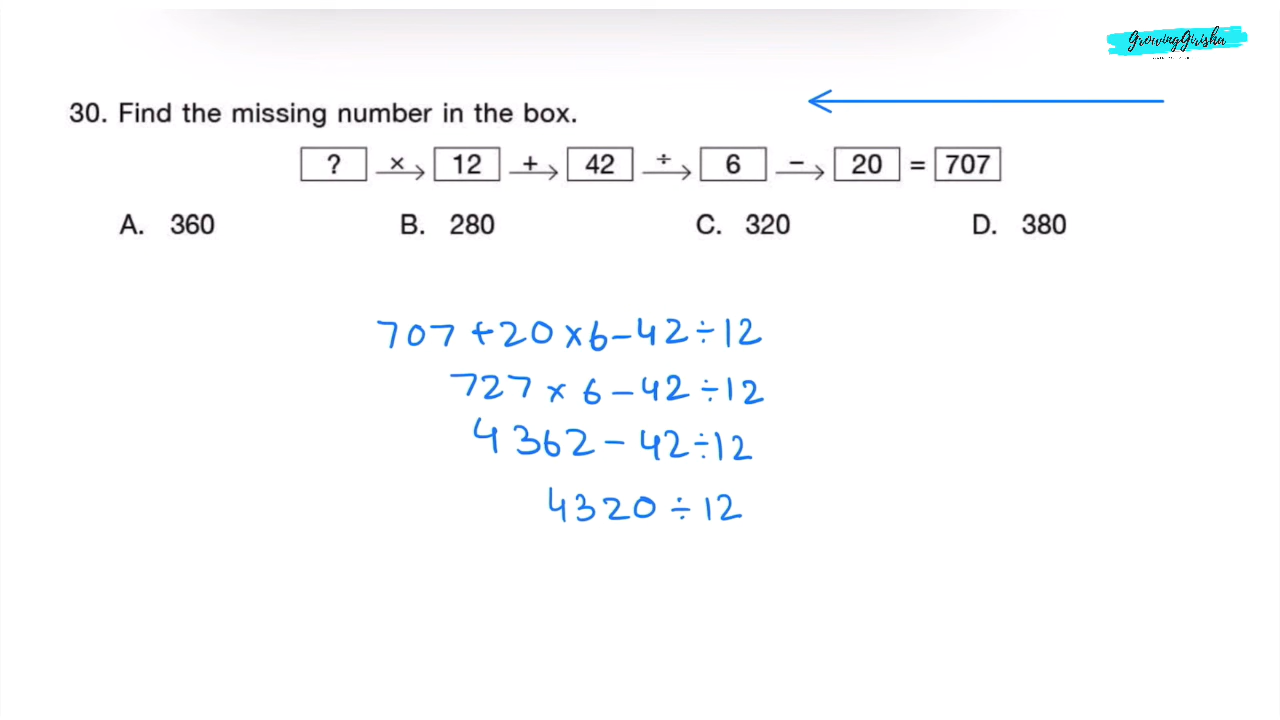 GrowingGirisha
30. Find the missing number in the box.
? × 12 + 42 ÷ 6 − 20 = 707
A. 360 B. 280 C. 320 D. 380
707 + 20 × 6 − 42 ÷ 12
727 × 6 − 42 ÷ 12
4362 − 42 ÷ 12
4320 ÷ 12